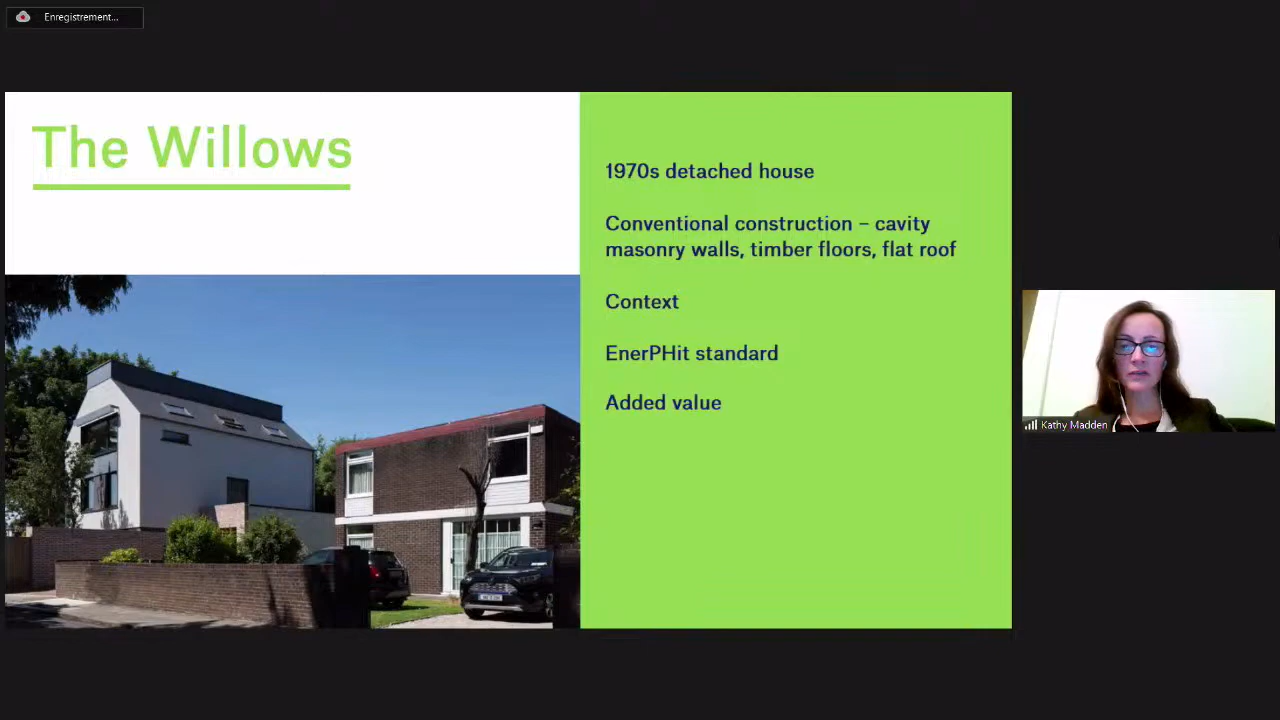 Enregistrement...
The Willows
1970s detached house
Conventional construction – cavity
masonry walls, timber floors, flat roof
Context
EnerPHit standard
Added value
Kathy Madden